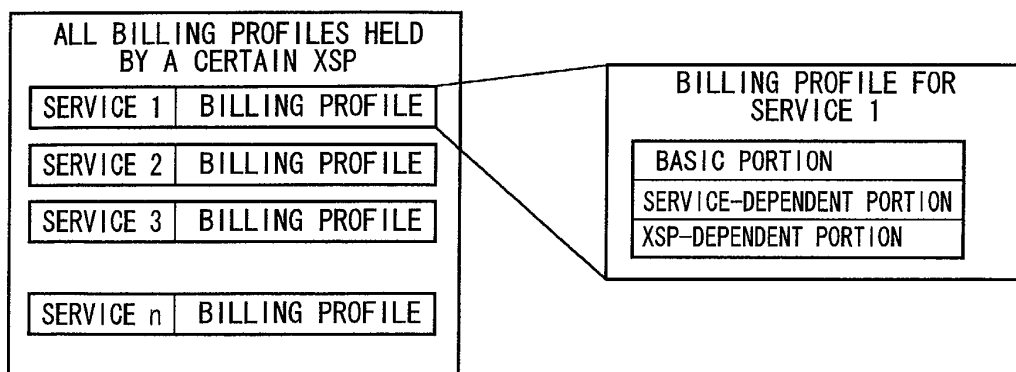 ALL BILLING PROFILES HELD
BY A CERTAIN XSP
SERVICE 1 BILLING PROFILE
SERVICE 2 BILLING PROFILE
SERVICE 3 BILLING PROFILE
SERVICE n BILLING PROFILE
BILLING PROFILE FOR
SERVICE 1
BASIC PORTION
SERVICE-DEPENDENT PORTION
XSP-DEPENDENT PORTION